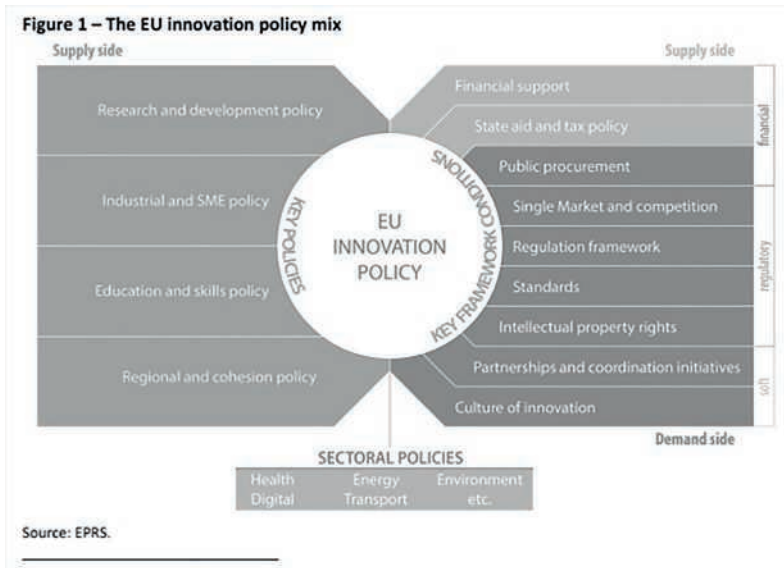 Figure 1 – The EU innovation policy mix
Supply side
Supply side
Research and development policy
Industrial and SME policy
Education and skills policy
Regional and cohesion policy
KEY POLICIES
EU
INNOVATION
POLICY
KEY FRAMEWORK CONDITIONS
Financial support
State aid and tax policy
Public procurement
Single Market and competition
Regulation framework
Standards
Intellectual property rights
Partnerships and coordination initiatives
Culture of innovation
financial
regulatory
soft
Demand side
SECTORAL POLICIES
Health Energy Environment
Digital Transport etc.
Source: EPRS.